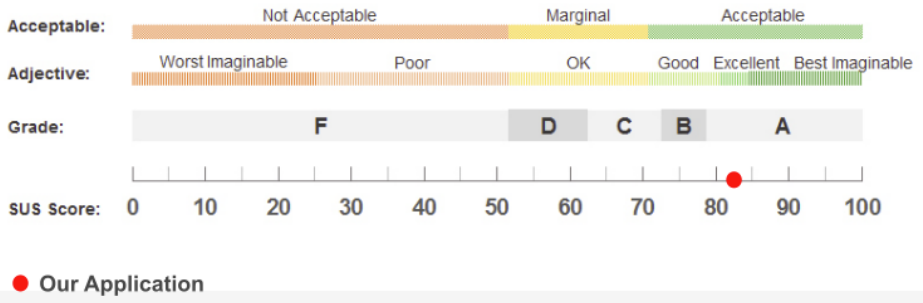 Acceptable: Not Acceptable Marginal Acceptable
Adjective: Worst Imaginable Poor OK Good Excellent Best Imaginable
Grade: F D C B A
SUS Score: 0 10 20 30 40 50 60 70 80 90 100
Our Application